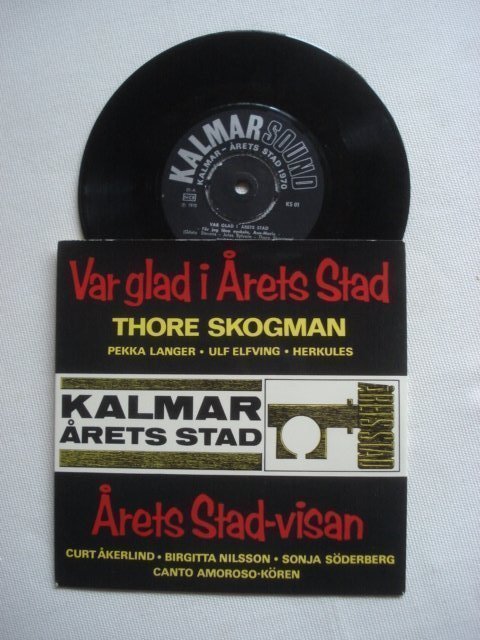 KALMAR SOUND
KALMAR - ÅRETS STAD 1970
KS 01
VAR GLAD I ÅRETS STAD
Var glad i Årets Stad
THORE SKOGMAN
PEKKA LANGER · ULF ELFVING · HERKULES
KALMAR
ÅRETS STAD
ÅRETS STAD
Årets Stad-visan
CURT ÅKERLIND · BIRGITTA NILSSON · SONJA SÖDERBERG
CANTO AMOROSO-KÖREN